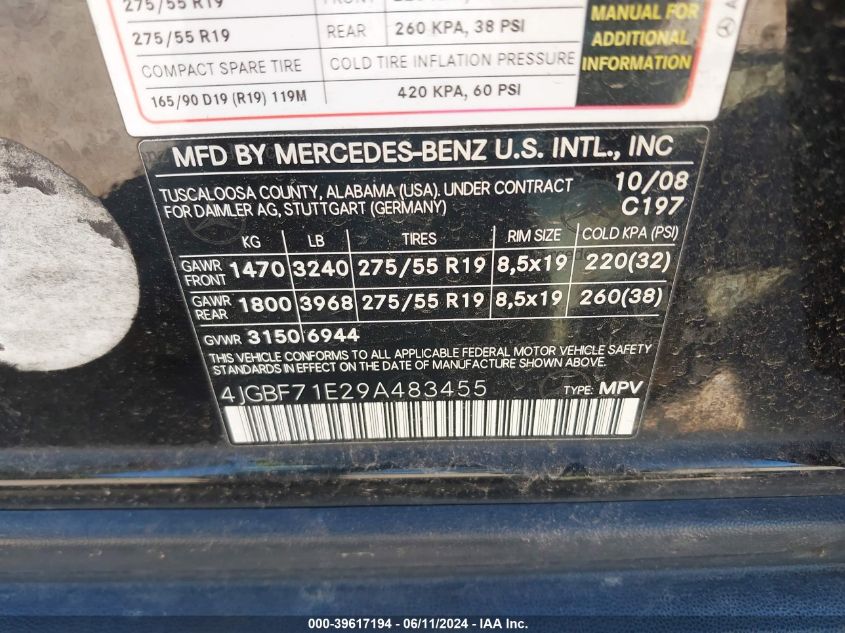 275/55 R19
275/55 R19 REAR 260 KPA, 38 PSI
COMPACT SPARE TIRE COLD TIRE INFLATION PRESSURE
165/90 D19 (R19) 119M 420 KPA, 60 PSI
MANUAL FOR
ADDITIONAL
INFORMATION
MFD BY MERCEDES-BENZ U.S. INTL., INC
TUSCALOOSA COUNTY, ALABAMA (USA). UNDER CONTRACT 10/08
FOR DAIMLER AG, STUTTGART (GERMANY) C197
KG LB TIRES RIM SIZE COLD KPA (PSI)
GAWR FRONT 1470 3240 275/55 R19 8,5x19 220(32)
GAWR REAR 1800 3968 275/55 R19 8,5x19 260(38)
GVWR 3150 6944
THIS VEHICLE CONFORMS TO ALL APPLICABLE FEDERAL MOTOR VEHICLE SAFETY
STANDARDS IN EFFECT ON THE DATE OF MANUFACTURE SHOWN ABOVE.
4JGBF71E29A483455 TYPE: MPV
000-39617194 - 06/11/2024 - IAA Inc.